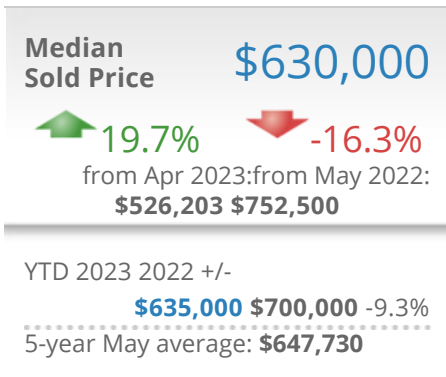 Median
Sold Price
$630,000
19.7%
-16.3%
from Apr 2023:from May 2022:
$526,203 $752,500
YTD 2023 2022 +/-
$635,000 $700,000 -9.3%
5-year May average: $647,730